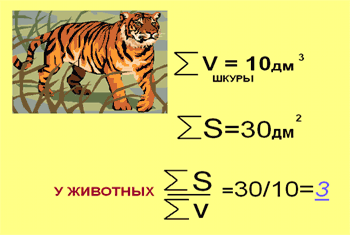 ∑V = 10дм³
ШКУРЫ
∑S=30дм²
У ЖИВОТНЫХ ∑S/∑V =30/10=3